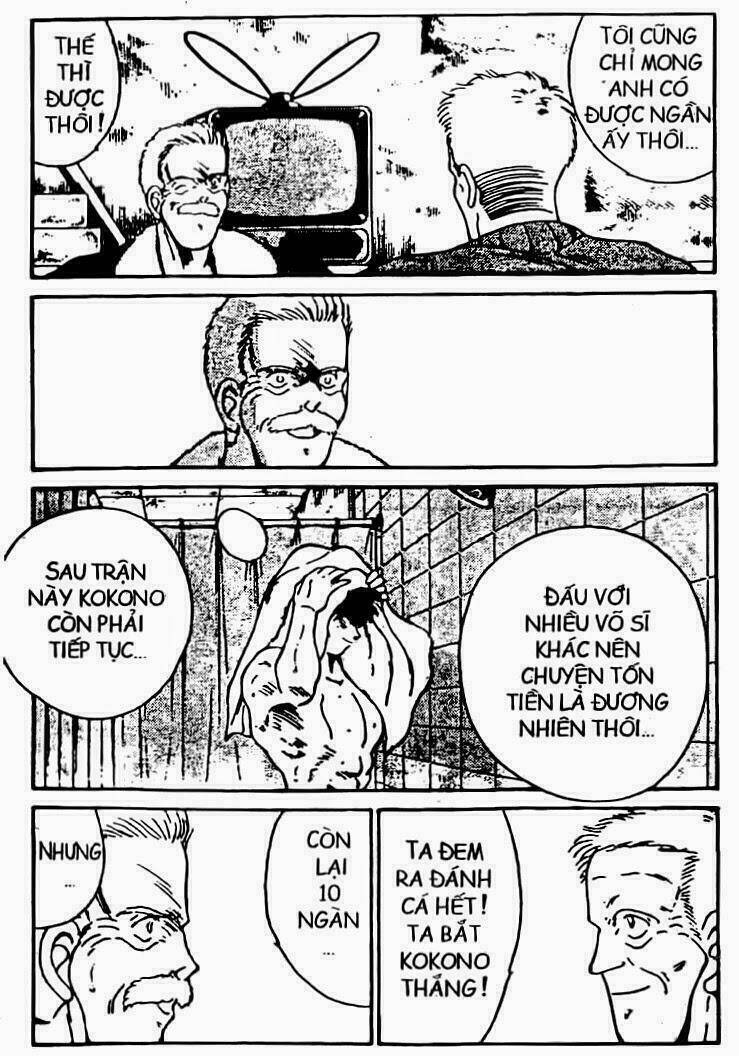 THẾ
THÌ
ĐƯỢC
THÔI!
TÔI CŨNG
CHỈ MONG
ANH CÓ
ĐƯỢC NGẦN
ẤY THÔI...
SAU TRẬN
NÀY KOKONO
CÒN PHẢI
TIẾP TỤC...
ĐẤU VỚI
NHIỀU VÕ SĨ
KHÁC NÊN
CHUYỆN TỐN
TIỀN LÀ ĐƯƠNG
NHIÊN THÔI...
NHƯNG
...
CÒN
LẠI
10
NGÀN
...
TA ĐEM
RA ĐÁNH
CÁ HẾT!
TA BẮT
KOKONO
THẮNG!